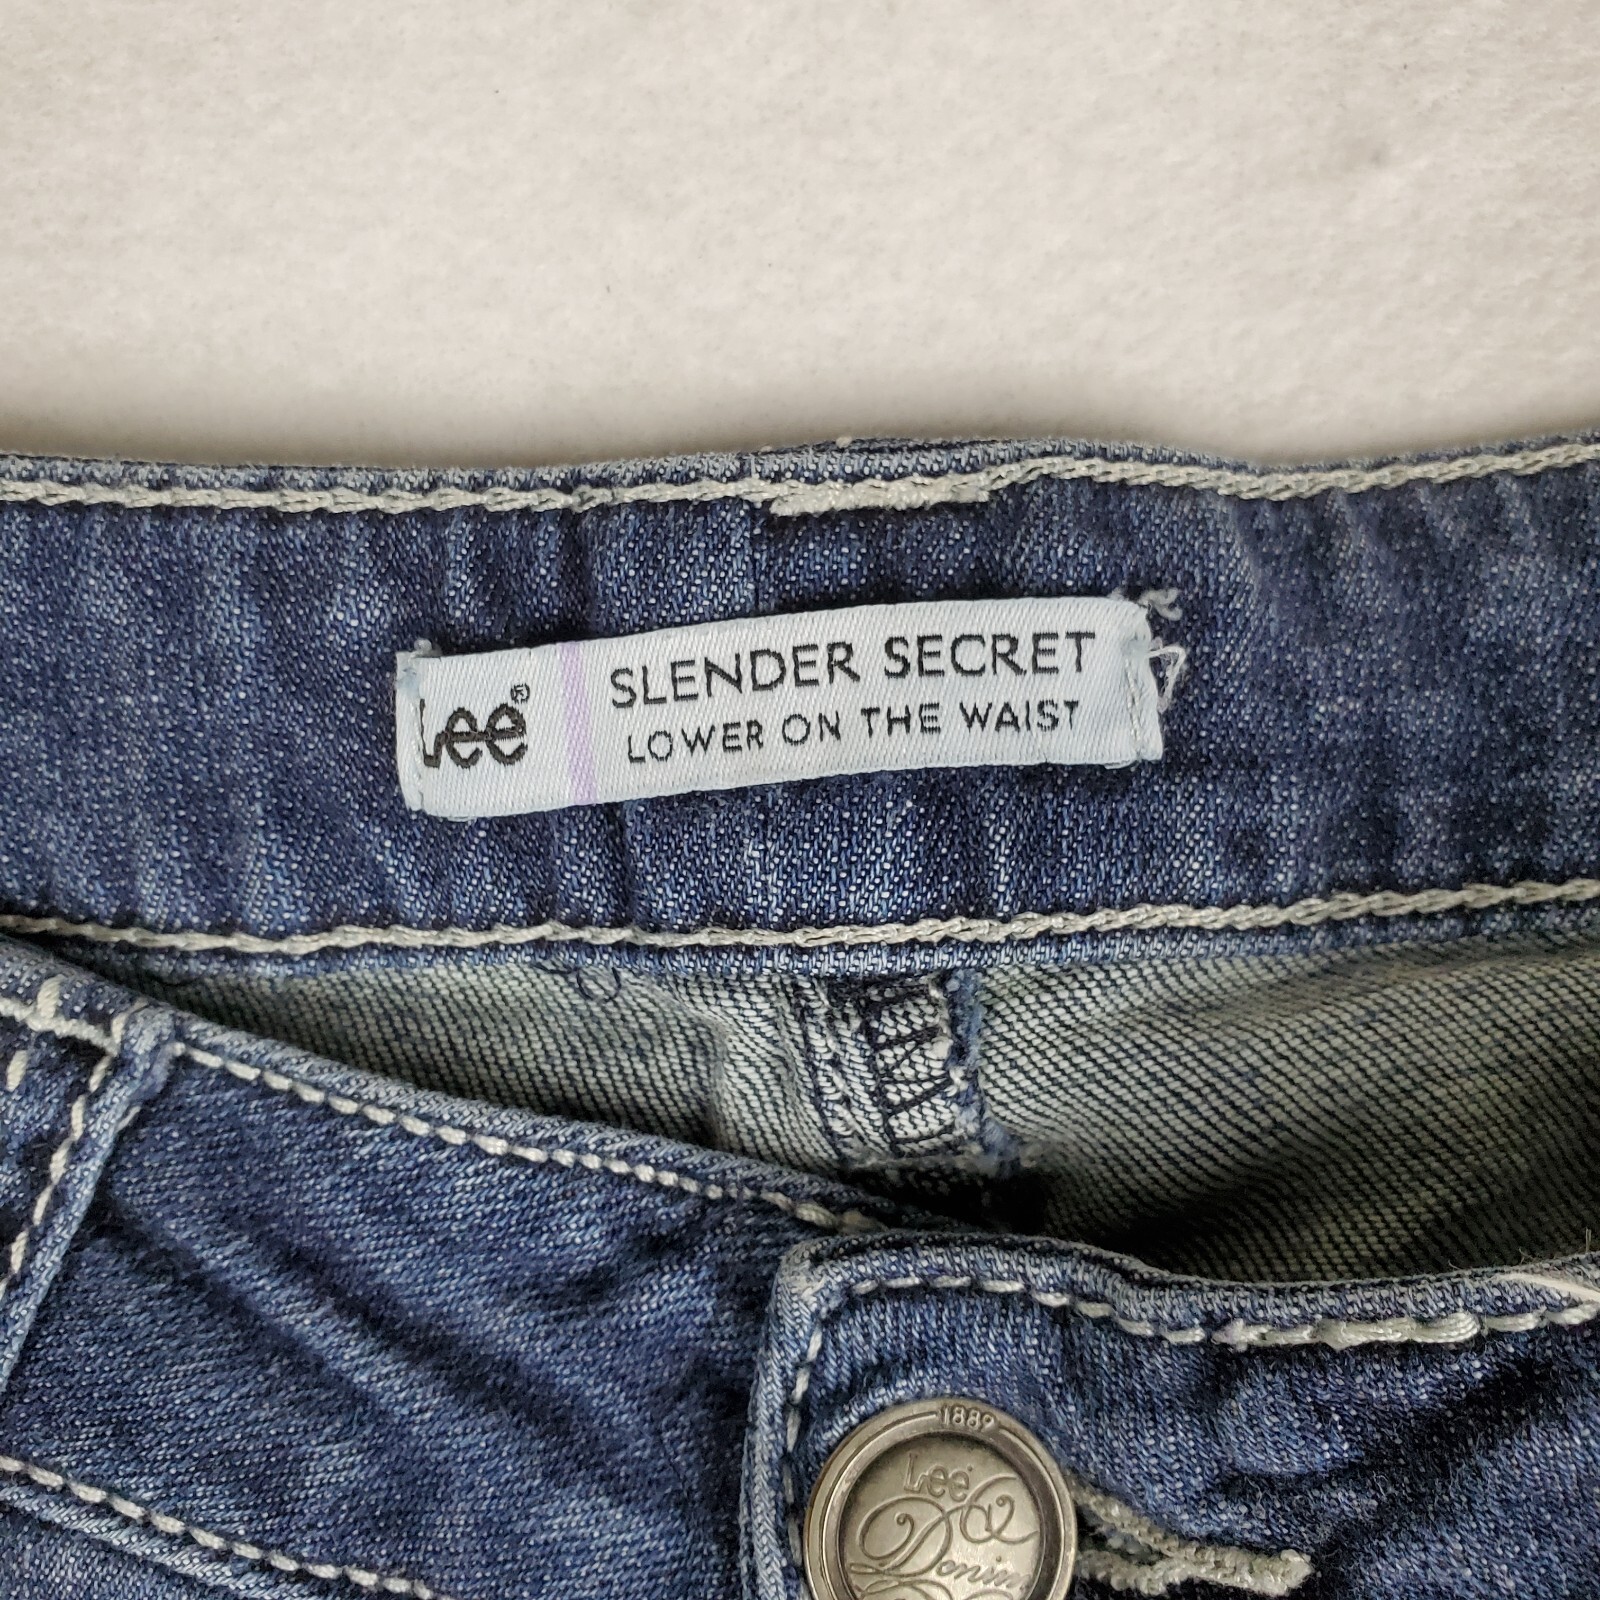 Lee® SLENDER SECRET
LOWER ON THE WAIST
1889
Lee
Denim